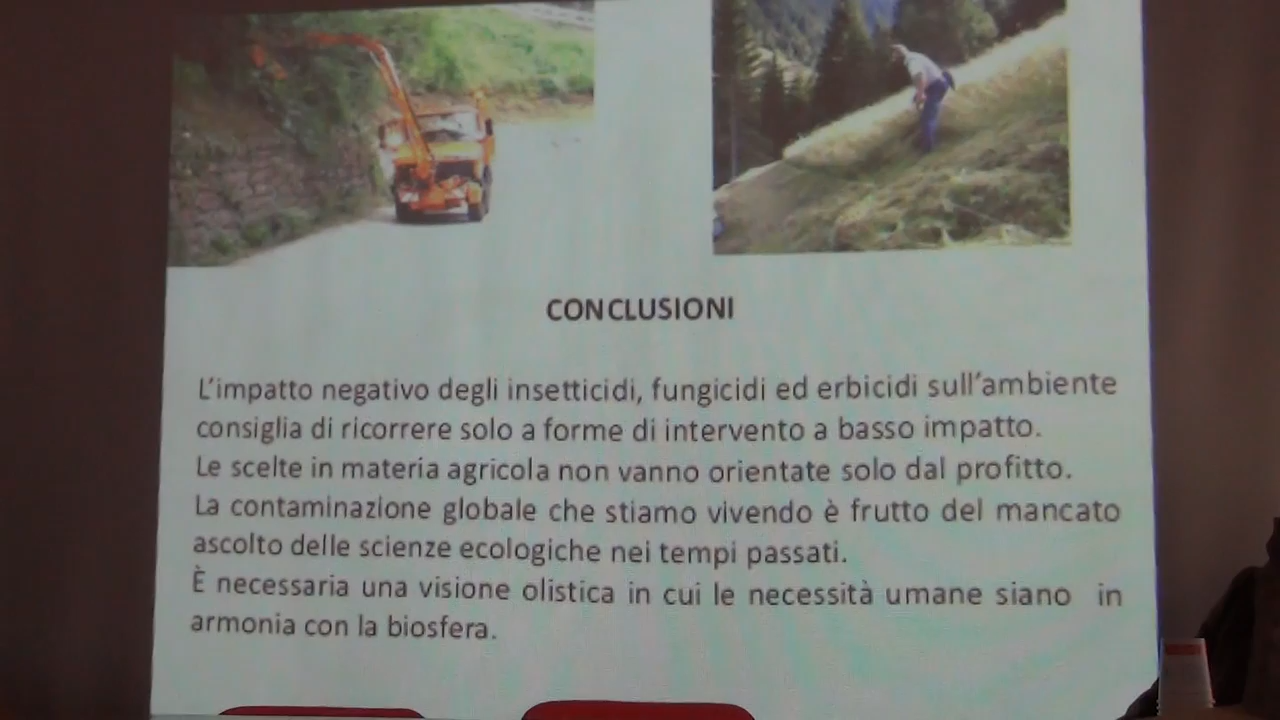 CONCLUSIONI
L'impatto negativo degli insetticidi, fungicidi ed erbicidi sull'ambiente
consiglia di ricorrere solo a forme di intervento a basso impatto.
Le scelte in materia agricola non vanno orientate solo dal profitto.
La contaminazione globale che stiamo vivendo è frutto del mancato
ascolto delle scienze ecologiche nei tempi passati.
È necessaria una visione olistica in cui le necessità umane siano in
armonia con la biosfera.